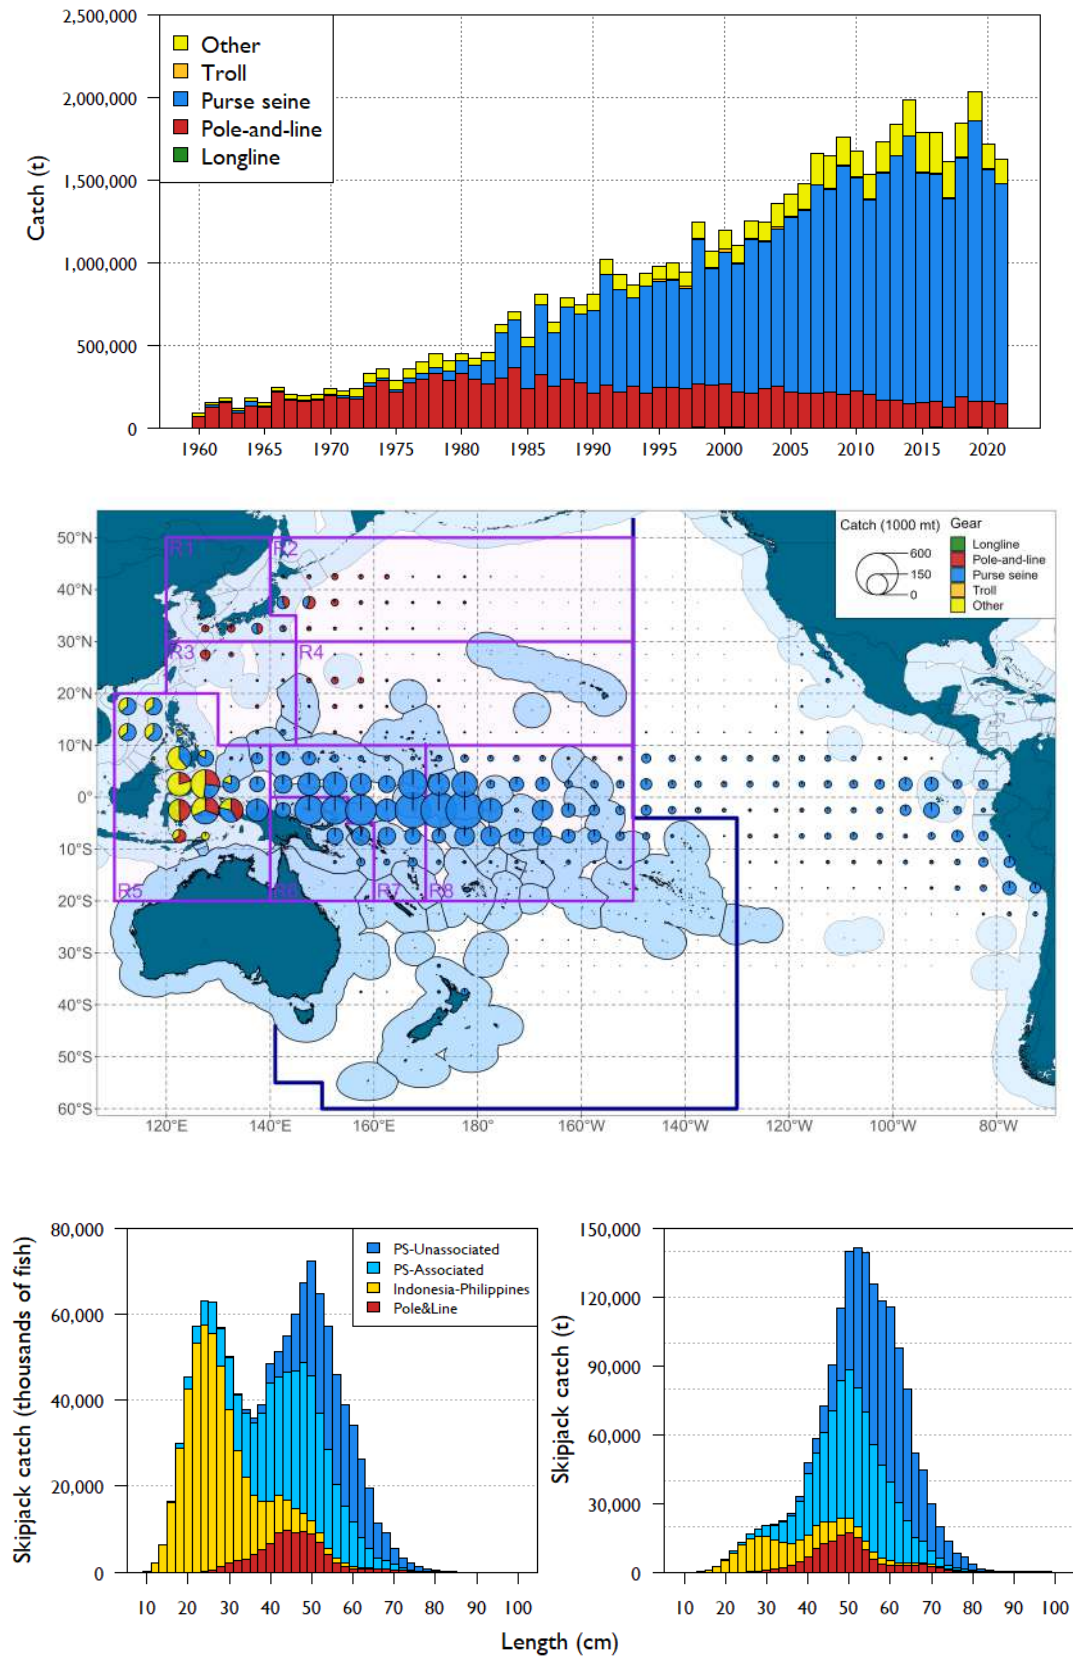 2,500,000
2,000,000
1,500,000
1,000,000
500,000
0
Catch (t)
Other
Troll
Purse seine
Pole-and-line
Longline
1960 1965 1970 1975 1980 1985 1990 1995 2000 2005 2010 2015 2020
50°N
40°N
30°N
20°N
10°N
0°
10°S
20°S
30°S
40°S
50°S
60°S
R1 R2
R3 R4
R5 R6 R7 R8
Catch (1000 mt)
600
150
0
Gear
Longline
Pole-and-line
Purse seine
Troll
Other
120°E 140°E 160°E 180° 160°W 140°W 120°W 100°W 80°W
80,000
60,000
40,000
20,000
0
Skipjack catch (thousands of fish)
PS-Unassociated
PS-Associated
Indonesia-Philippines
Pole&Line
10 20 30 40 50 60 70 80 90 100
150,000
120,000
90,000
60,000
30,000
0
Skipjack catch (t)
10 20 30 40 50 60 70 80 90 100
Length (cm)